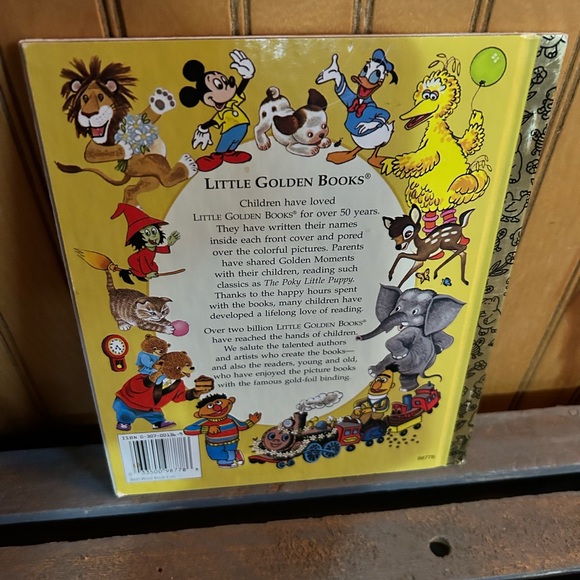 LITTLE GOLDEN BOOKS®
Children have loved
LITTLE GOLDEN BOOKS® for over 50 years.
They have written their names
inside each front cover and pored
over the colorful pictures. Parents
have shared Golden Moments
with their children, reading such
classics as The Poky Little Puppy.
Thanks to the happy hours spent
with the books, many children have
developed a lifelong love of reading.
Over two billion LITTLE GOLDEN BOOKS®
have reached the hands of children.
We salute the talented authors
and artists who create the books—
and also the readers, young and old,
who have enjoyed the picture books
with the famous gold-foil binding.
ISBN 0-307-00136-9